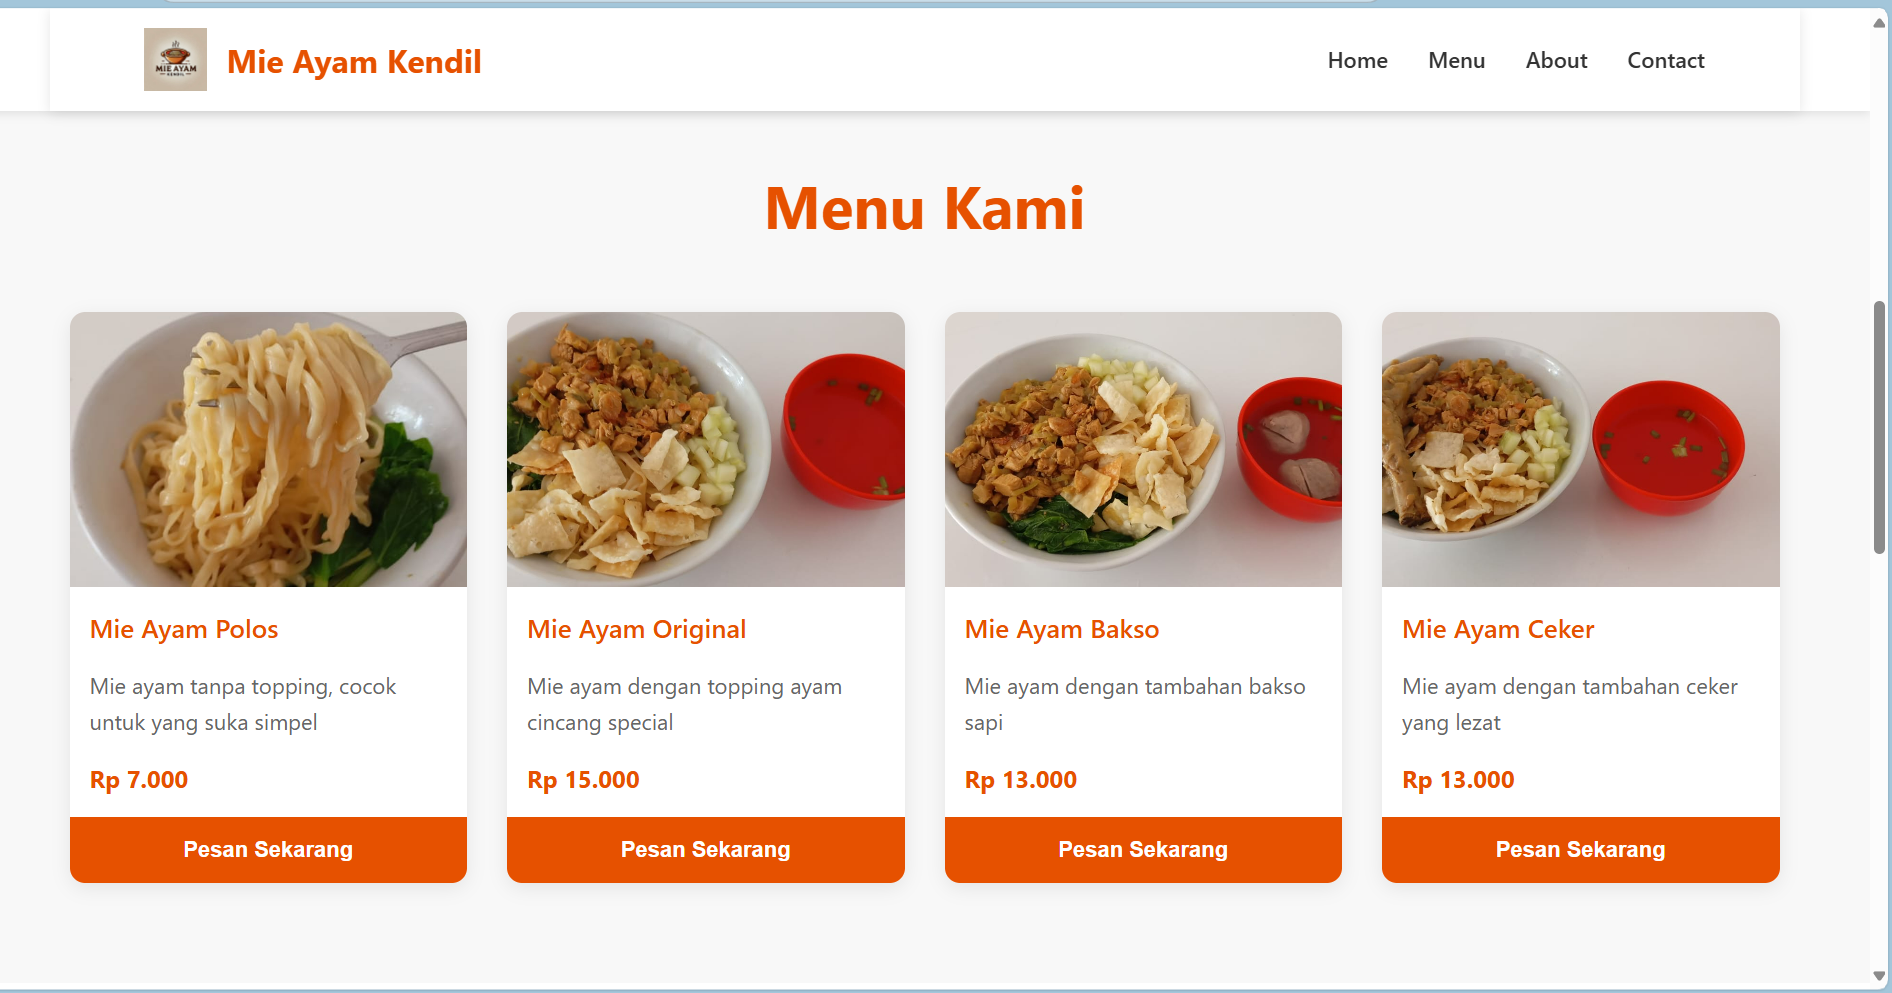 MIE AYAM
KENDIL
Mie Ayam Kendil
Home Menu About Contact
Menu Kami
Mie Ayam Polos
Mie ayam tanpa topping, cocok
untuk yang suka simpel
Rp 7.000
Pesan Sekarang
Mie Ayam Original
Mie ayam dengan topping ayam
cincang special
Rp 15.000
Pesan Sekarang
Mie Ayam Bakso
Mie ayam dengan tambahan bakso
sapi
Rp 13.000
Pesan Sekarang
Mie Ayam Ceker
Mie ayam dengan tambahan ceker
yang lezat
Rp 13.000
Pesan Sekarang